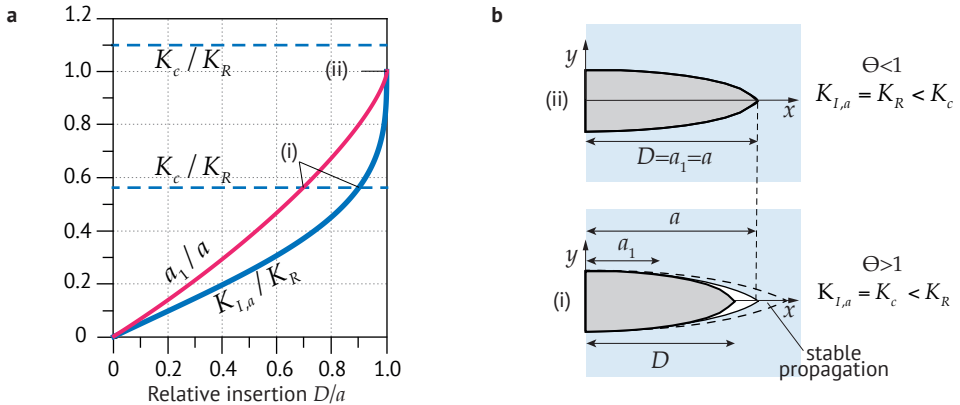 a
1.2
1.0
0.8
0.6
0.4
0.2
0
K_c / K_R
(ii)
(i)
K_c / K_R
a_1 / a
K_{I,a} / K_R
0 0.2 0.4 0.6 0.8 1.0
Relative insertion D/a
b
y
(ii)
x
D=a_1=a
Θ<1
K_{I,a} = K_R < K_c
a
a_1
y
(i)
x
D
stable
propagation
Θ>1
K_{I,a} = K_c < K_R